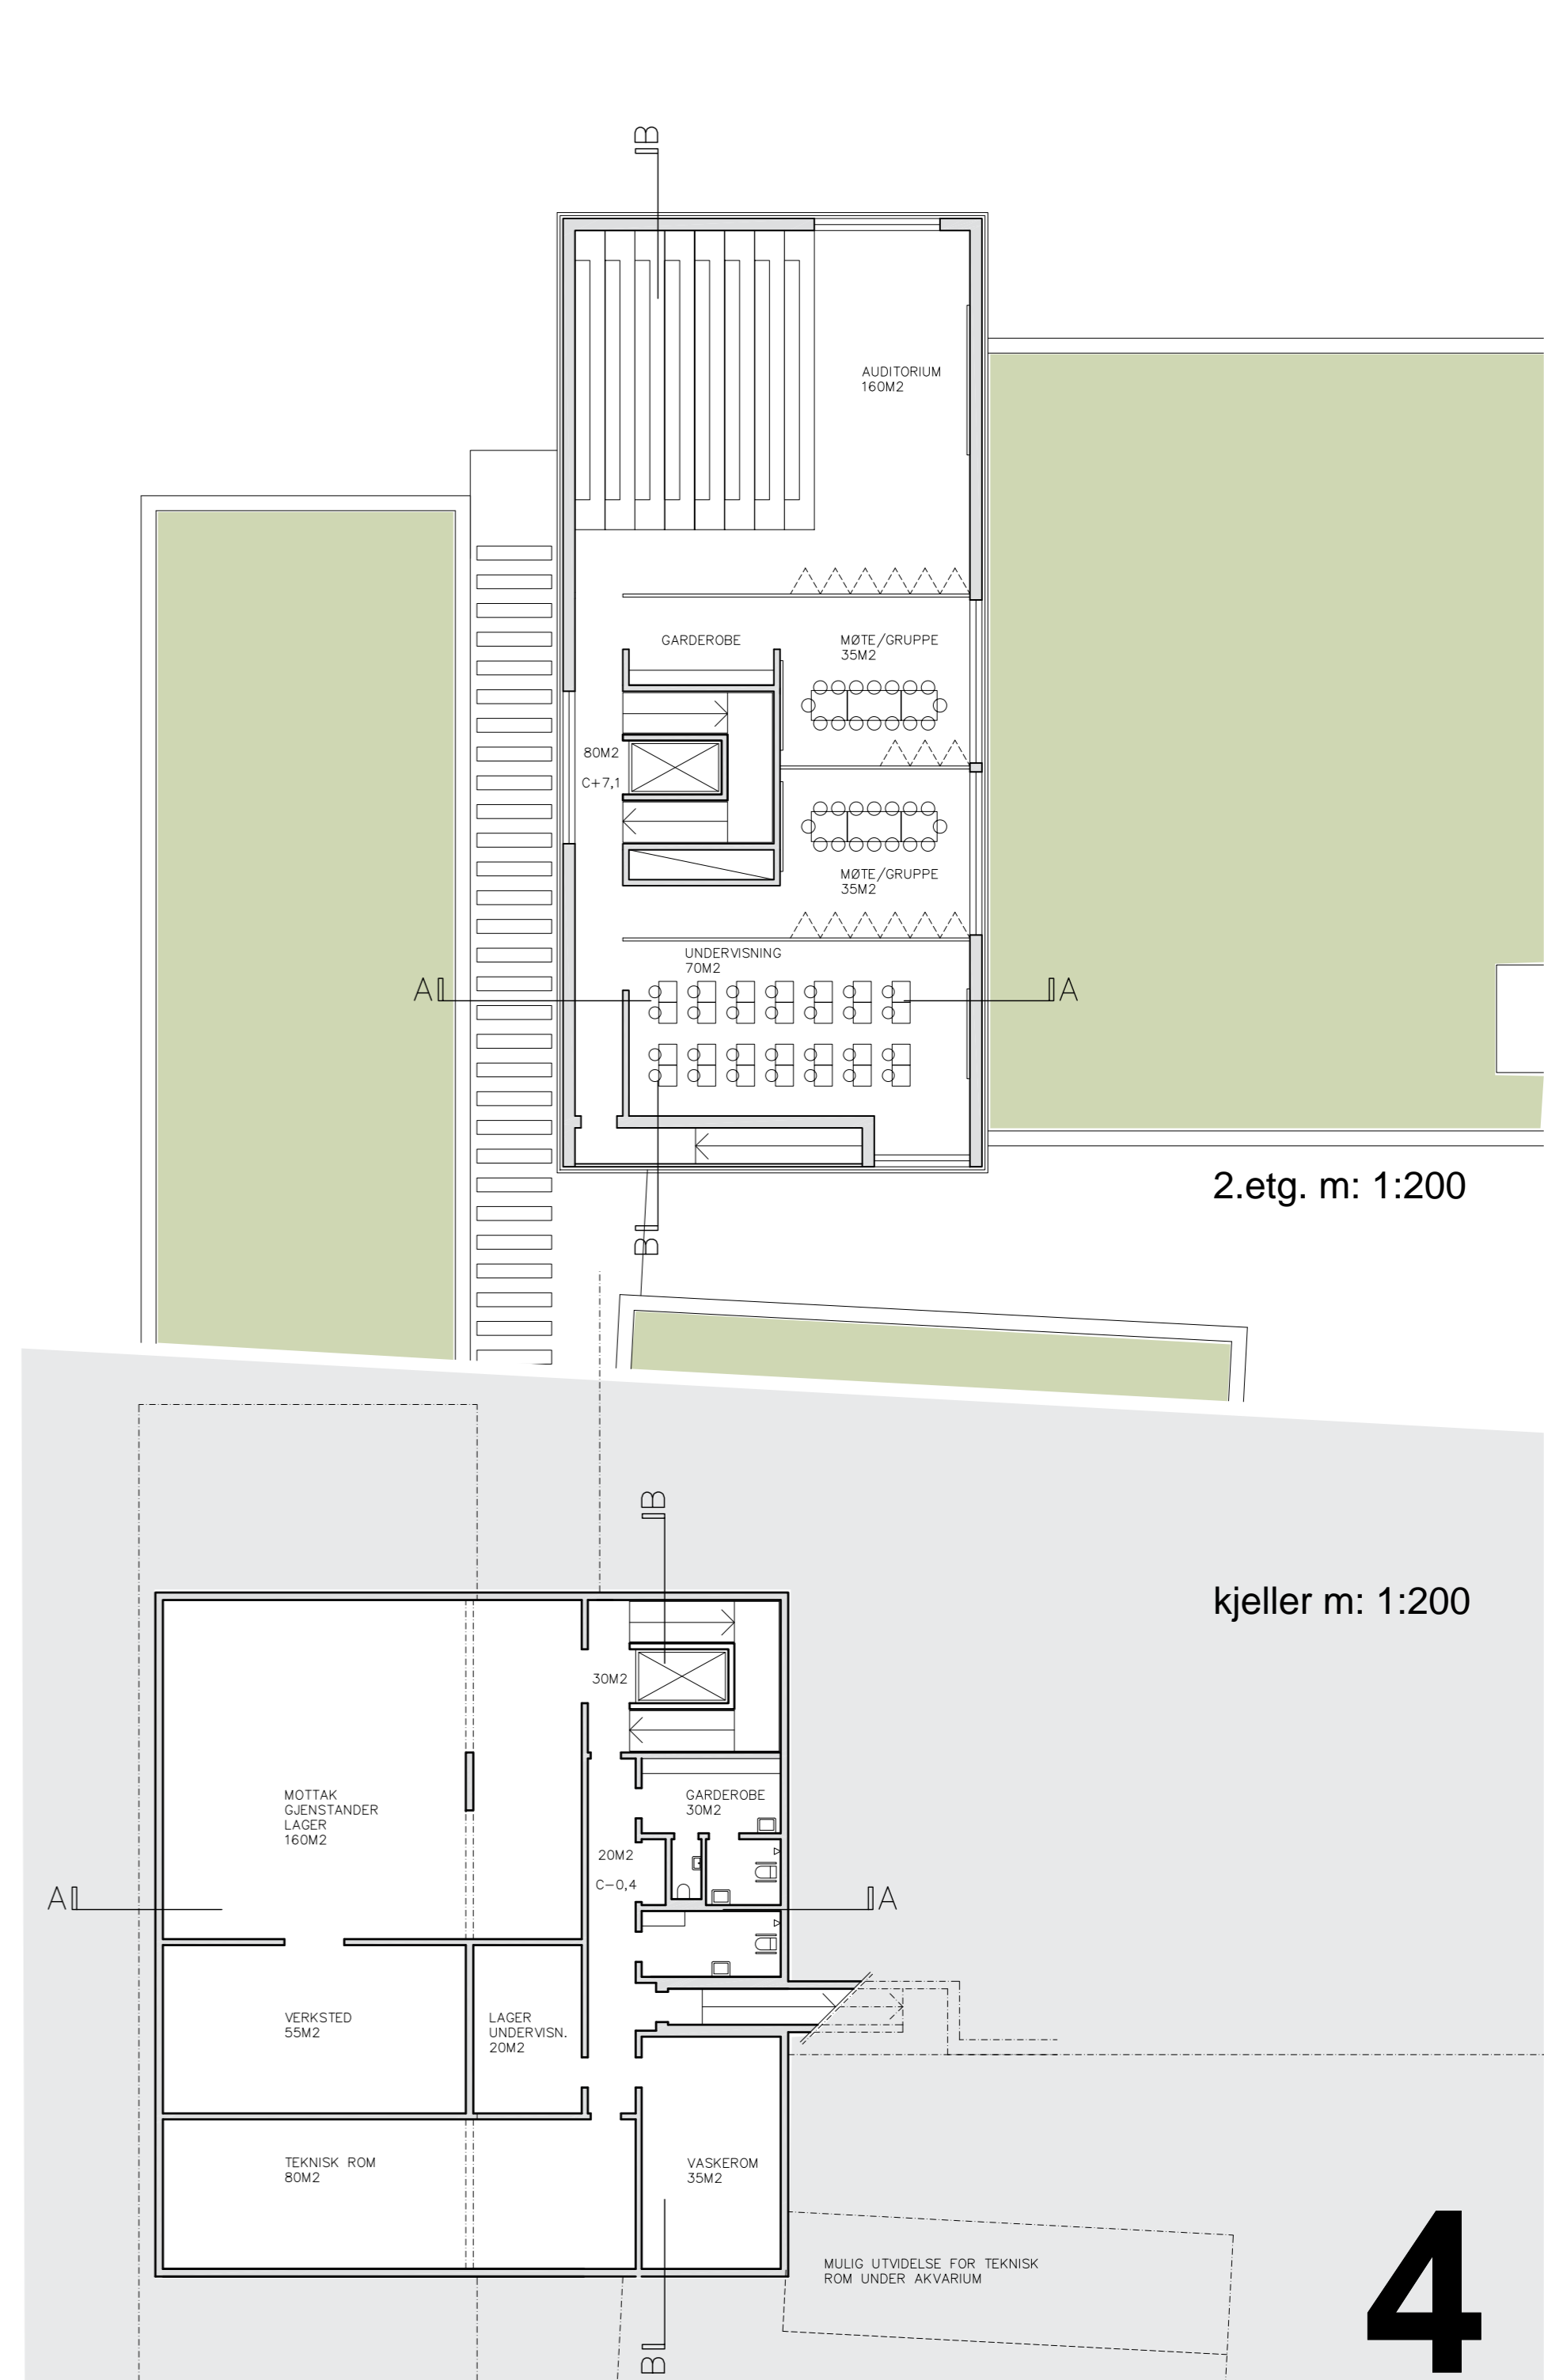 B
AUDITORIUM
160M2
GARDEROBE
MØTE/GRUPPE
35M2
80M2
C+7,1
MØTE/GRUPPE
35M2
UNDERVISNING
70M2
A
A
2.etg. m: 1:200
B
B
kjeller m: 1:200
30M2
MOTTAK
GJENSTANDER
LAGER
160M2
GARDEROBE
30M2
20M2
C-0,4
A
A
VERKSTED
55M2
LAGER
UNDERVISN.
20M2
TEKNISK ROM
80M2
VASKEROM
35M2
MULIG UTVIDELSE FOR TEKNISK
ROM UNDER AKVARIUM
4
B